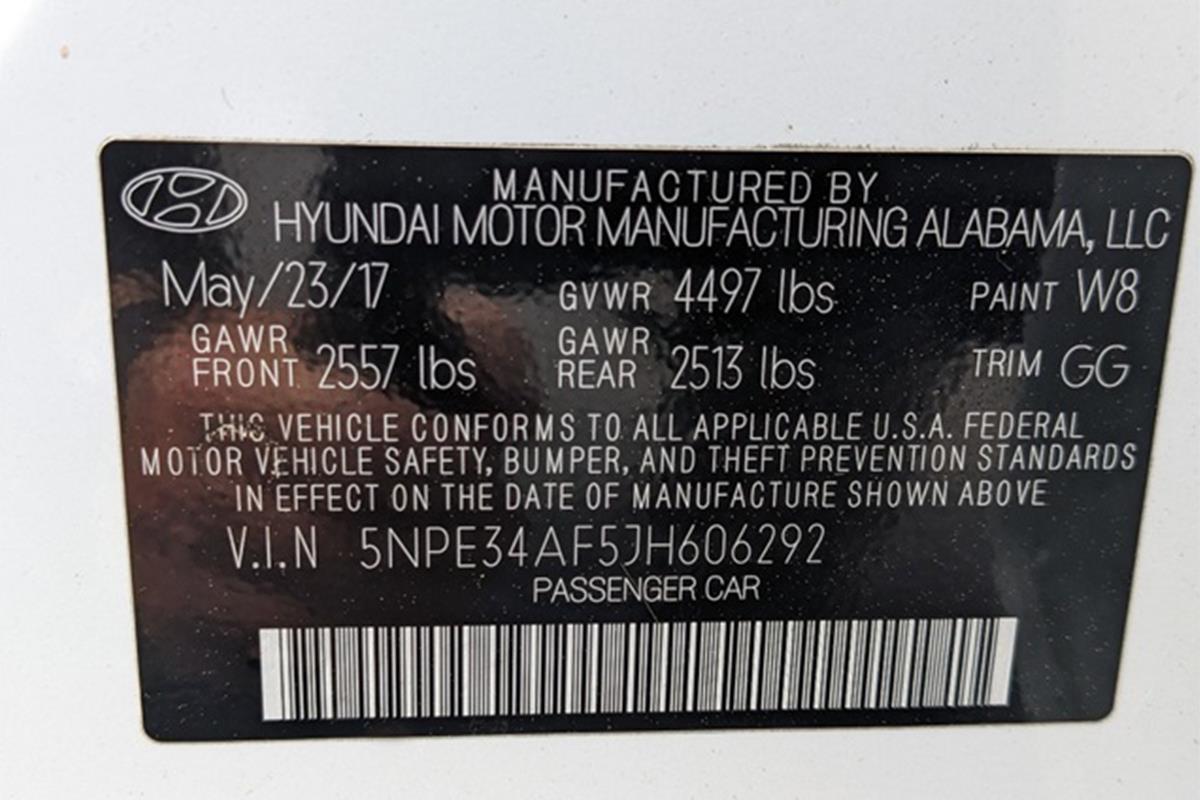 MANUFACTURED BY
HYUNDAI MOTOR MANUFACTURING ALABAMA, LLC
May/23/17 GVWR 4497 lbs PAINT W8
GAWR FRONT 2557 lbs GAWR REAR 2513 lbs TRIM GG
THIS VEHICLE CONFORMS TO ALL APPLICABLE U.S.A. FEDERAL
MOTOR VEHICLE SAFETY, BUMPER, AND THEFT PREVENTION STANDARDS
IN EFFECT ON THE DATE OF MANUFACTURE SHOWN ABOVE
V.I.N 5NPE34AF5JH606292
PASSENGER CAR